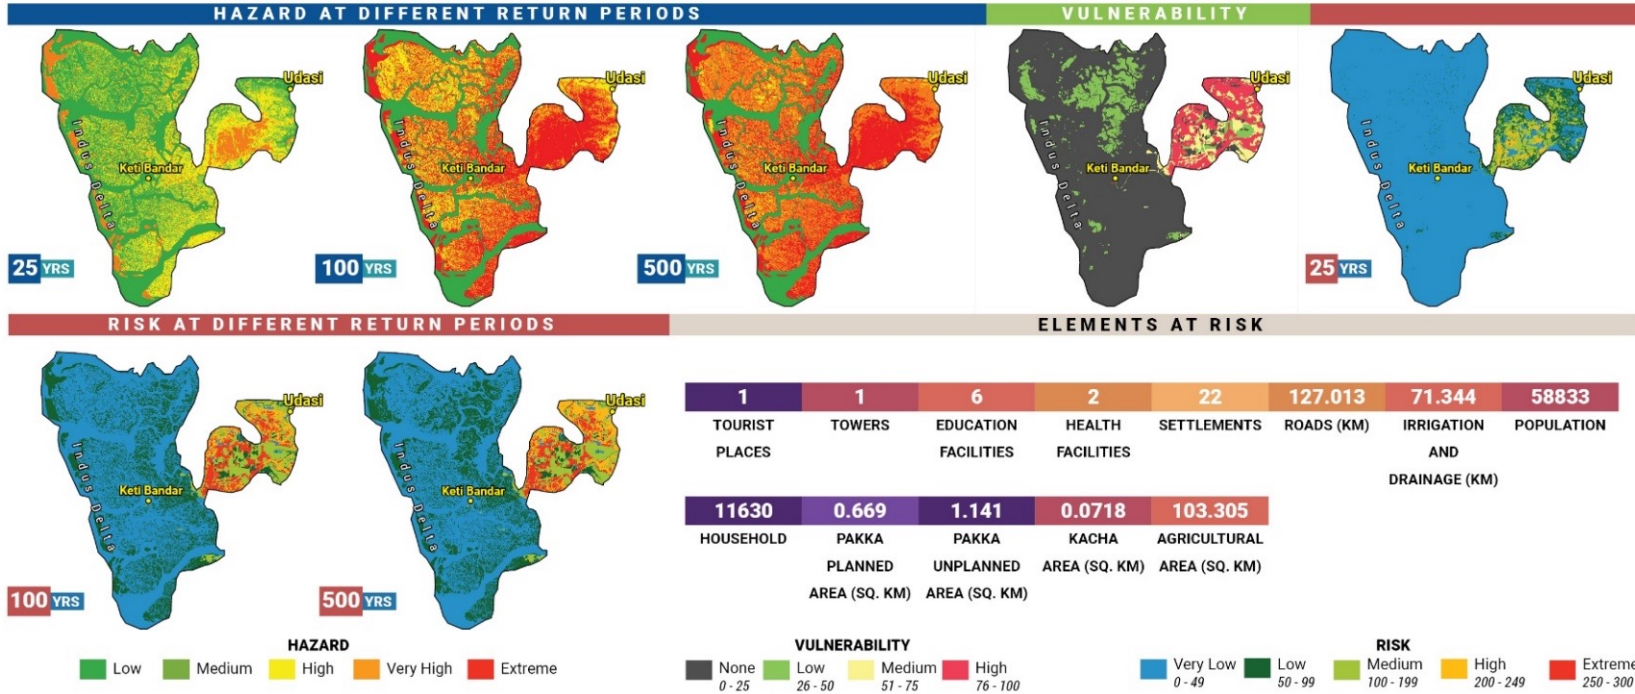 HAZARD AT DIFFERENT RETURN PERIODS
VULNERABILITY
Udasi
Keti Bandar
Indus Delta
25 YRS
Udasi
Keti Bandar
Indus Delta
100 YRS
Udasi
Keti Bandar
Indus Delta
500 YRS
Udasi
Keti Bandar
Indus Delta
Udasi
Keti Bandar
Indus Delta
25 YRS
RISK AT DIFFERENT RETURN PERIODS
ELEMENTS AT RISK
Udasi
Keti Bandar
Indus Delta
100 YRS
Udasi
Keti Bandar
Indus Delta
500 YRS
1
TOURIST
PLACES
1
TOWERS
6
EDUCATION
FACILITIES
2
HEALTH
FACILITIES
22
SETTLEMENTS
127.013
ROADS (KM)
71.344
IRRIGATION
AND
DRAINAGE (KM)
58833
POPULATION
11630
HOUSEHOLD
0.669
PAKKA
PLANNED
AREA (SQ. KM)
1.141
PAKKA
UNPLANNED
AREA (SQ. KM)
0.0718
KACHA
AREA (SQ. KM)
103.305
AGRICULTURAL
AREA (SQ. KM)
HAZARD
Low
Medium
High
Very High
Extreme
VULNERABILITY
None
0 - 25
Low
26 - 50
Medium
51 - 75
High
76 - 100
RISK
Very Low
0 - 49
Low
50 - 99
Medium
100 - 199
High
200 - 249
Extreme
250 - 300